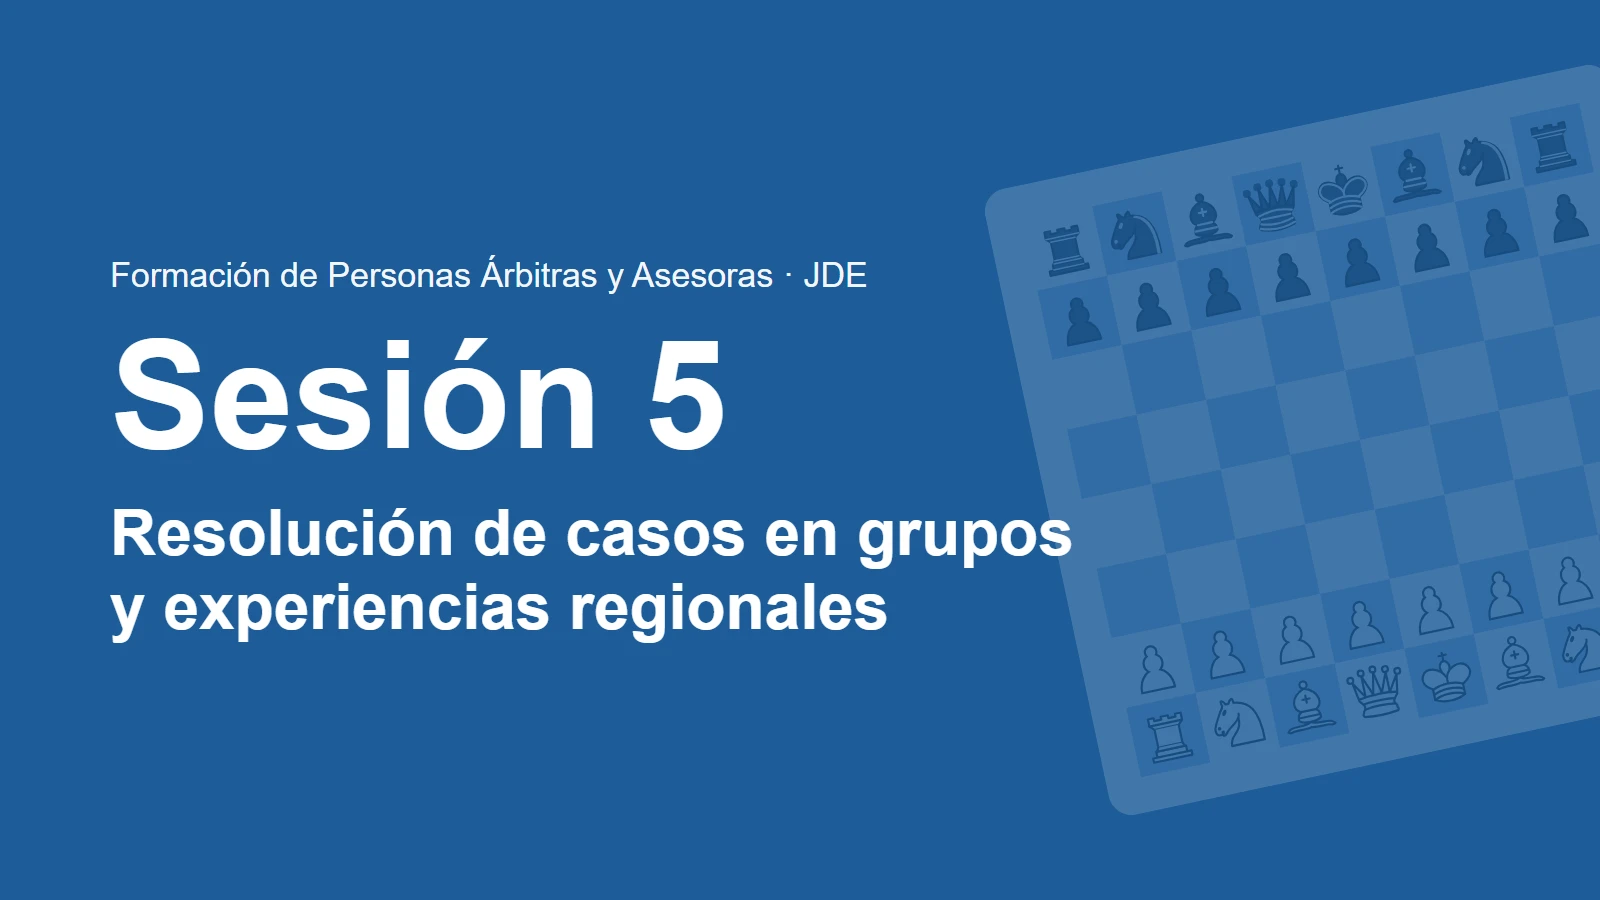 Formación de Personas Árbitras y Asesoras · JDE
Sesión 5
Resolución de casos en grupos
y experiencias regionales